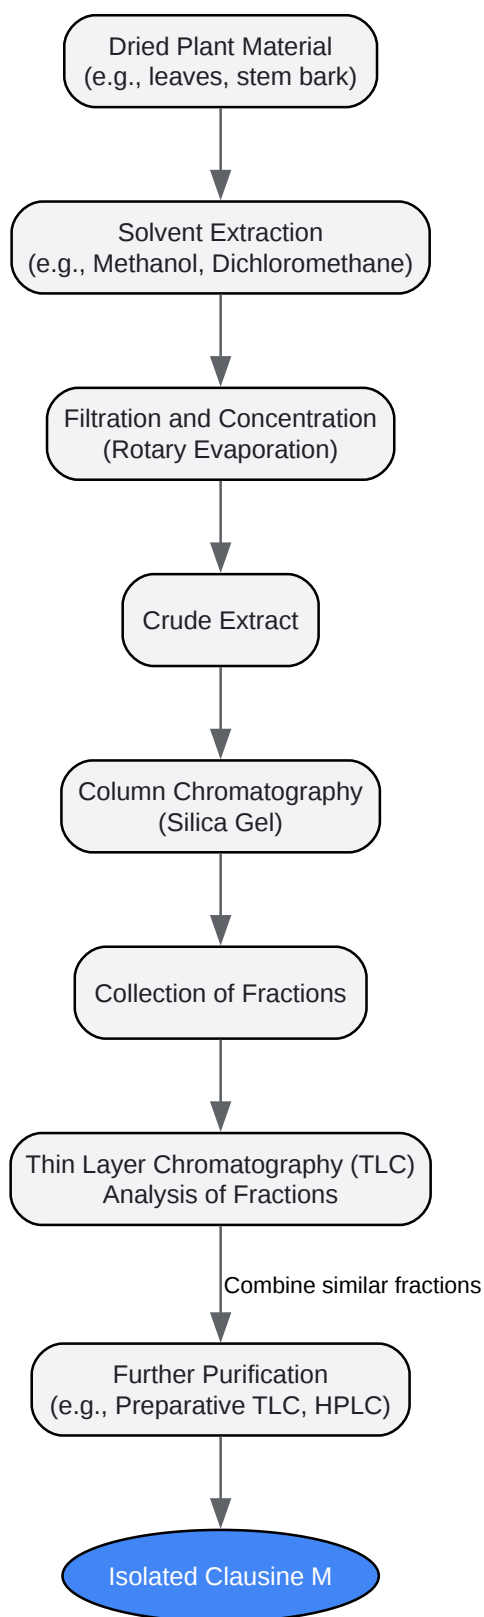 Dried Plant Material
(e.g., leaves, stem bark)
Solvent Extraction
(e.g., Methanol, Dichloromethane)
Filtration and Concentration
(Rotary Evaporation)
Crude Extract
Column Chromatography
(Silica Gel)
Collection of Fractions
Thin Layer Chromatography (TLC)
Analysis of Fractions
Combine similar fractions
Further Purification
(e.g., Preparative TLC, HPLC)
Isolated Clausine M